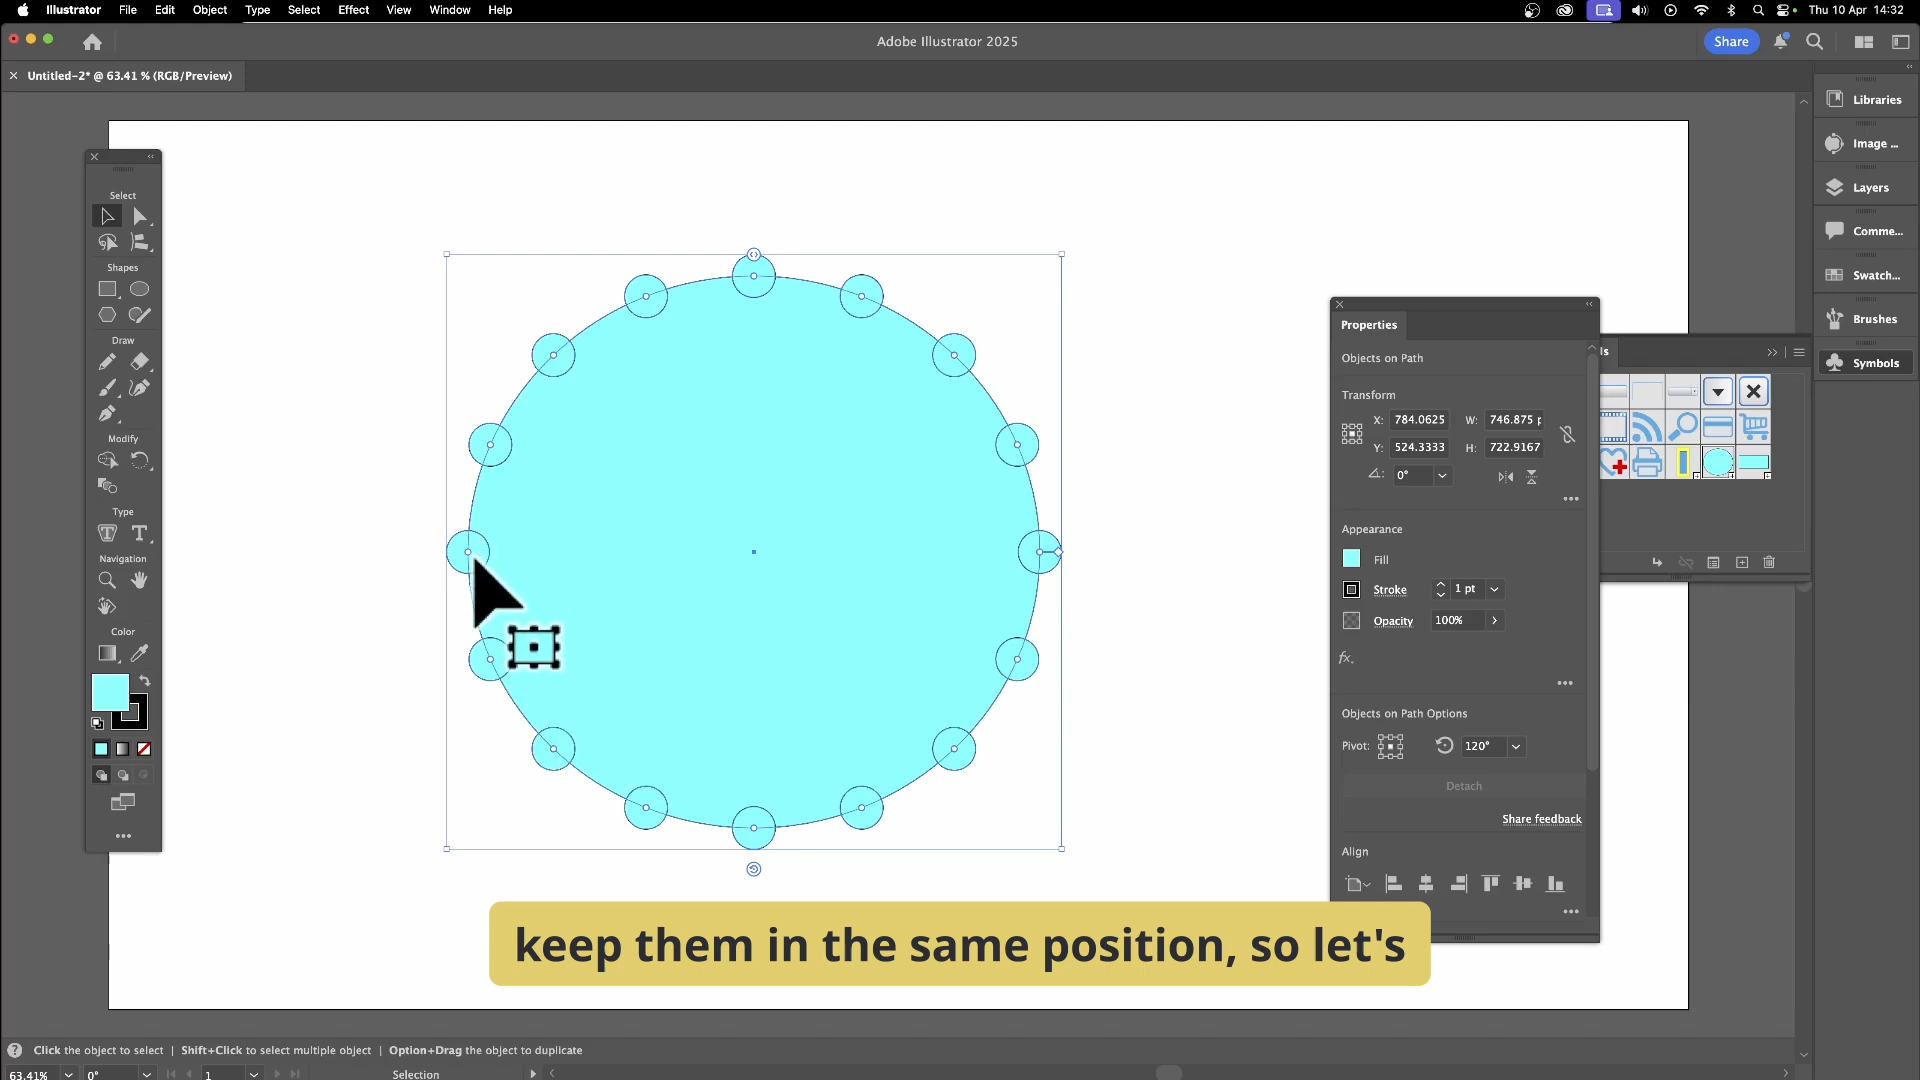 Illustrator File Edit Object Type Select Effect View Window Help
Thu 10 Apr 14:32
Adobe Illustrator 2025
Share
Untitled-2* @ 63.41 % (RGB/Preview)
Select
Shapes
Draw
Modify
Type
Navigation
Color
Properties
Objects on Path
Transform
X: 784.0625 W: 746.875 p
Y: 524.3333 H: 722.9167
0°
Appearance
Fill
Stroke 1 pt
Opacity 100%
fx.
Objects on Path Options
Pivot: 120°
Detach
Share feedback
Align
ls
Libraries
Image ...
Layers
Comme...
Swatch...
Brushes
Symbols
keep them in the same position, so let's
Click the object to select | Shift+Click to select multiple object | Option+Drag the object to duplicate
63.41% 0° 1 Selection